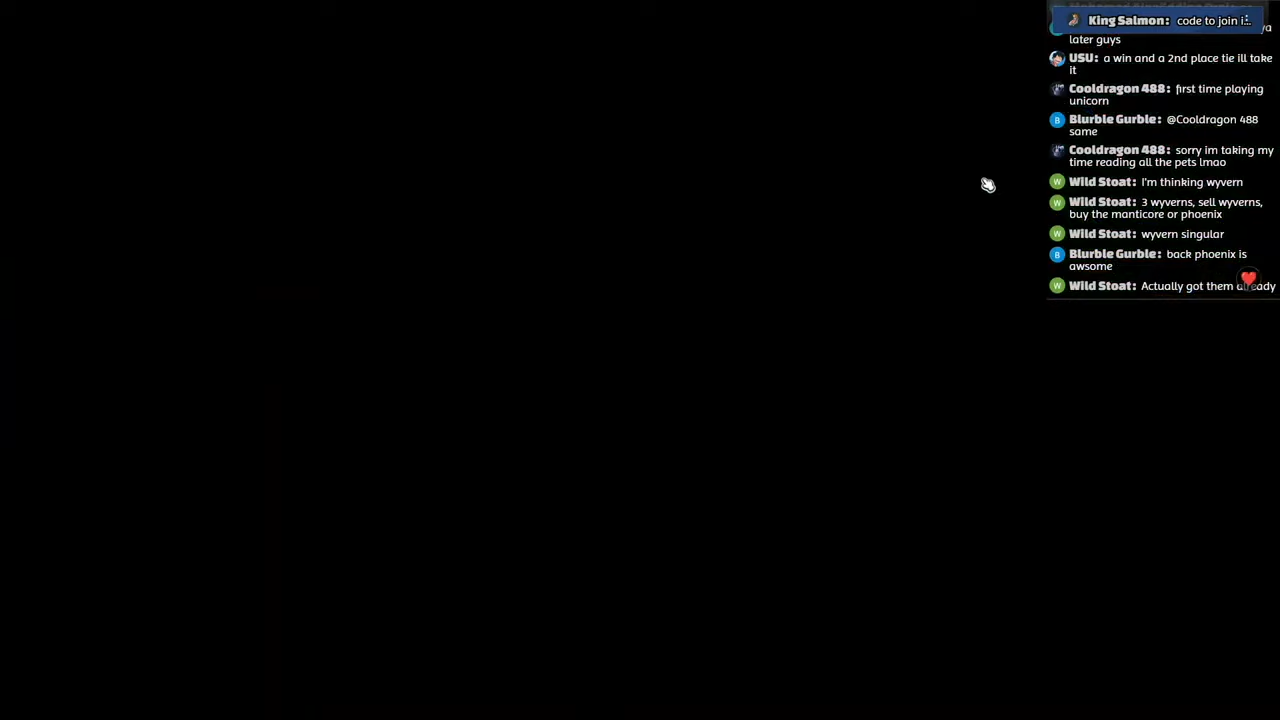 King Salmon: code to join i...
later guys
USU: a win and a 2nd place tie ill take
it
Cooldragon 488: first time playing
unicorn
Blurble Gurble: @Cooldragon 488
same
Cooldragon 488: sorry im taking my
time reading all the pets lmao
W Wild Stoat: I'm thinking wyvern
W Wild Stoat: 3 wyverns, sell wyverns,
buy the manticore or phoenix
W Wild Stoat: wyvern singular
B Blurble Gurble: back phoenix is
awsome
W Wild Stoat: Actually got them already